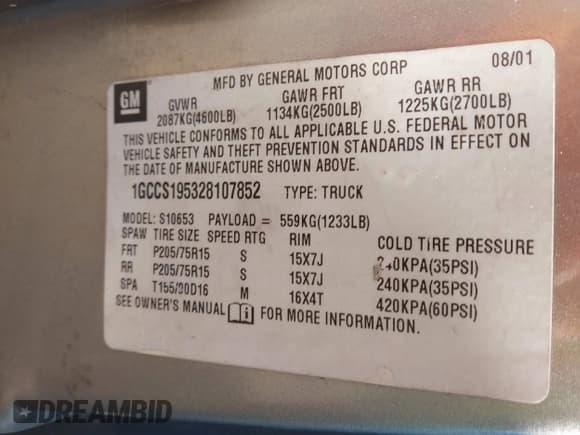 MFD BY GENERAL MOTORS CORP 08/01
GM
GVWR GAWR FRT GAWR RR
2087KG(4600LB) 1134KG(2500LB) 1225KG(2700LB)
THIS VEHICLE CONFORMS TO ALL APPLICABLE U.S. FEDERAL MOTOR
VEHICLE SAFETY AND THEFT PREVENTION STANDARDS IN EFFECT ON
THE DATE OF MANUFACTURE SHOWN ABOVE.
1GCCS195328107852 TYPE: TRUCK
MODEL: S10653 PAYLOAD = 559KG(1233LB)
SPAW TIRE SIZE SPEED RTG RIM COLD TIRE PRESSURE
FRT P205/75R15 S 15X7J 240KPA(35PSI)
RR P205/75R15 S 15X7J 240KPA(35PSI)
SPA T155/90D16 M 16X4T 420KPA(60PSI)
SEE OWNER'S MANUAL FOR MORE INFORMATION.
DREAMBID